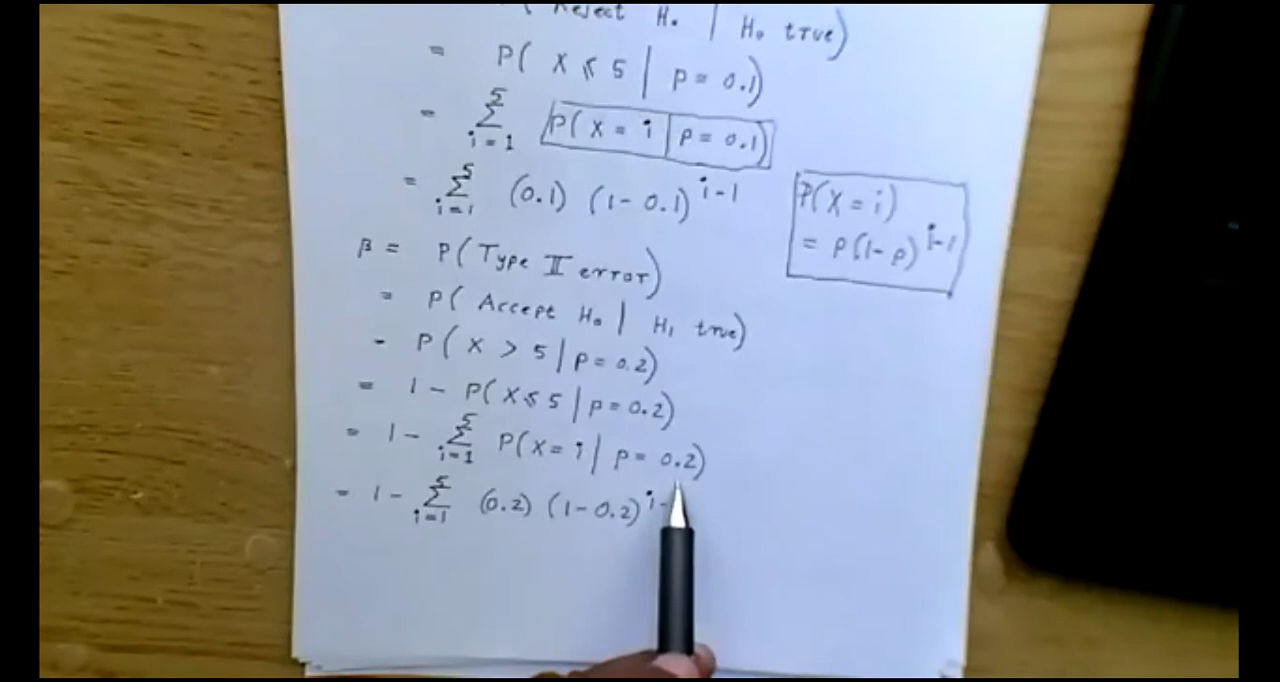 ( Reject H₀ | H₀ true)
= P( X ≤ 5 | p = 0.1)
= Σ_{i=1}^{5} P( X = i | p = 0.1)
= Σ_{i=1}^{5} (0.1) (1-0.1)^{i-1}
P(X = i)
= p(1-p)^{i-1}
β = P( Type II error)
= P( Accept H₀ | H₁ true)
- P( X > 5 | p = 0.2)
= 1 - P( X ≤ 5 | p = 0.2)
= 1 - Σ_{i=1}^{5} P( X = i | p = 0.2)
= 1 - Σ_{i=1}^{5} (0.2) (1-0.2)^{i-